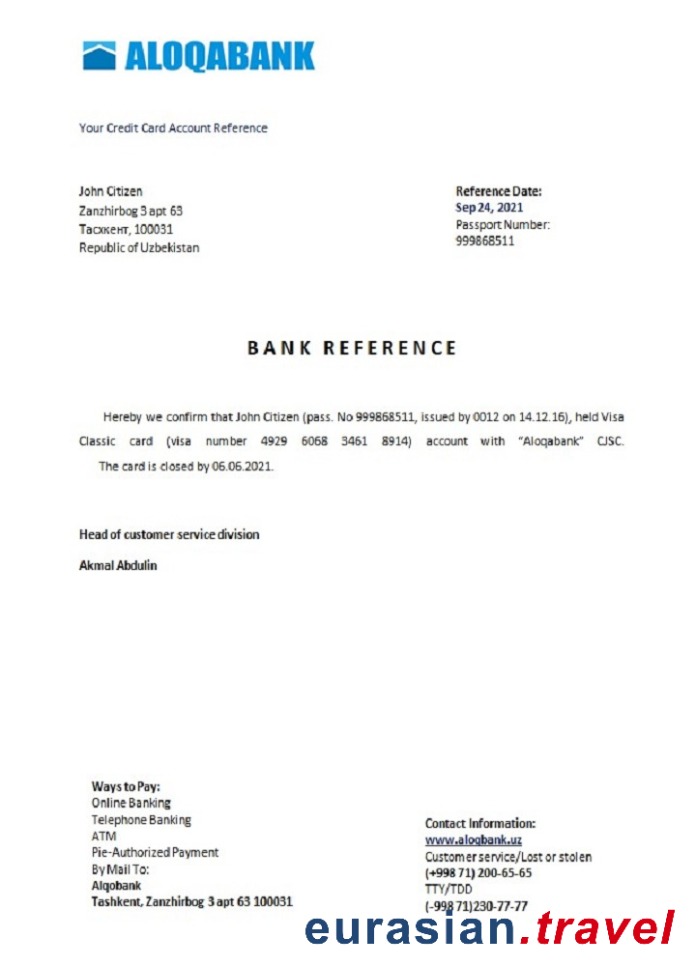 ALOQABANK
Your Credit Card Account Reference
John Citizen
Zanzhirbog 3 apt 63
Тасхкент, 100031
Republic of Uzbekistan
Reference Date:
Sep 24, 2021
Passport Number:
999868511
BANK REFERENCE
Hereby we confirm that John Citizen (pass. No 999868511, issued by 0012 on 14.12.16), held Visa
Classic card (visa number 4929 6068 3461 8914) account with "Aloqabank" CJSC.
The card is closed by 06.06.2021.
Head of customer service division
Akmal Abdulin
Ways to Pay:
Online Banking
Telephone Banking
ATM
Pie-Authorized Payment
By Mail To:
Alqobank
Tashkent, Zanzhirbog 3 apt 63 100031
Contact Information:
www.aloqbank.uz
Customer service/Lost or stolen
(+998 71) 200-65-65
TTY/TDD
(-998 71)230-77-77
eurasian.travel